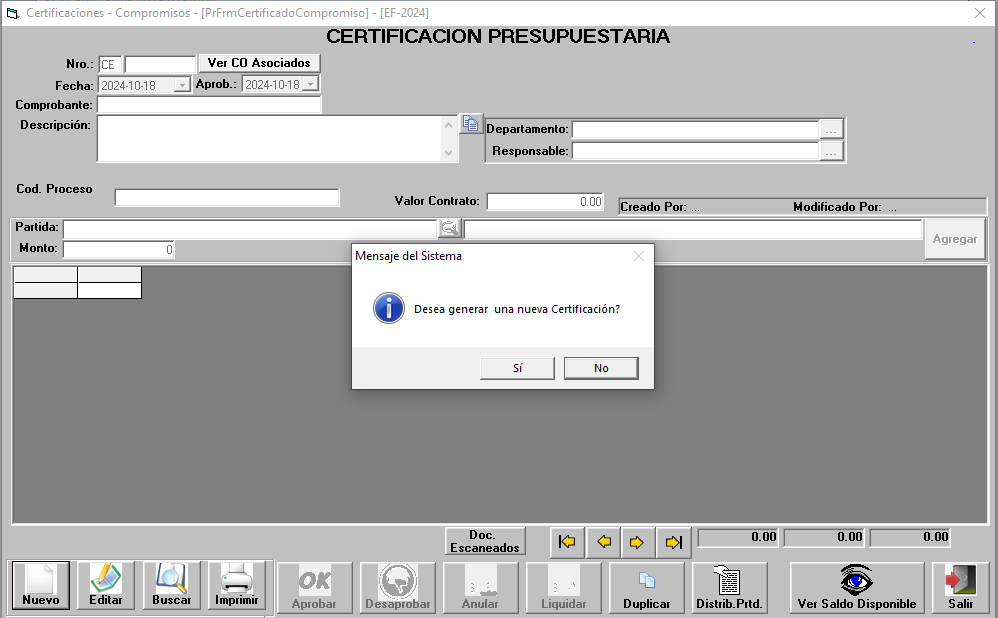 Certificaciones - Compromisos - [PrFrmCertificadoCompromiso] - [EF-2024]
CERTIFICACION PRESUPUESTARIA
Nro.: CE Ver CO Asociados
Fecha: 2024-10-18 Aprob.: 2024-10-18
Comprobante:
Descripción:
Departamento: ...
Responsable: ...
Cod. Proceso
Valor Contrato: 0.00
Creado Por: ... Modificado Por: ...
Partida:
Monto: 0
Agregar
Mensaje del Sistema
Desea generar  una nueva Certificación?
Sí No
Doc.
Escaneados
0.00 0.00 0.00
OK
Nuevo Editar Buscar Imprimir Aprobar Desaprobar Anular Liquidar Duplicar Distrib.Prtd. Ver Saldo Disponible Salir